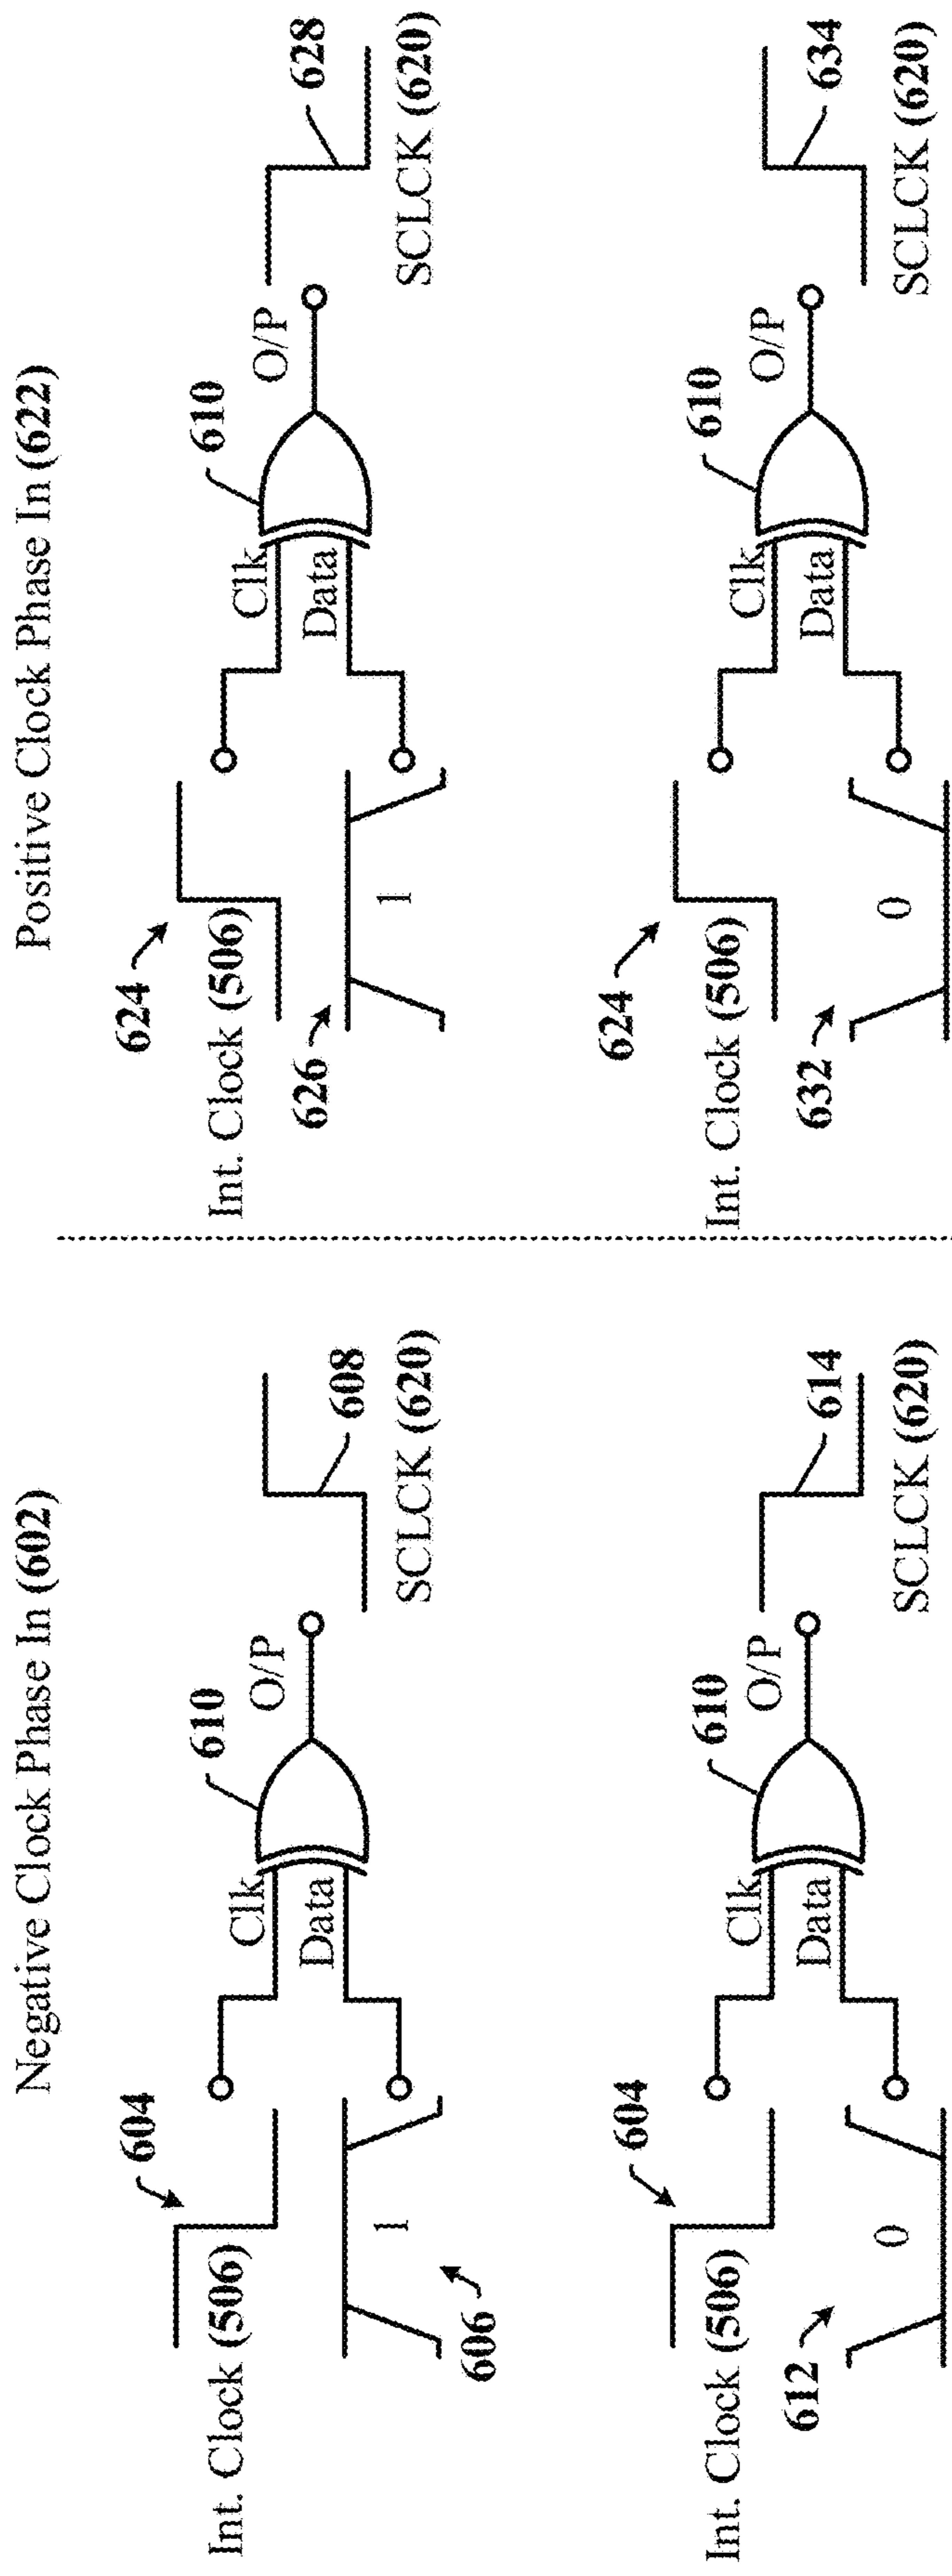 Negative Clock Phase In (602)
604
Int. Clock (506)
1
606
Clk
Data
610
O/P
608
SCLCK (620)
604
Int. Clock (506)
612
0
Clk
Data
610
O/P
614
SCLCK (620)
Positive Clock Phase In (622)
624
Int. Clock (506)
626
1
Clk
Data
610
O/P
628
SCLCK (620)
624
Int. Clock (506)
632
0
Clk
Data
610
O/P
634
SCLCK (620)